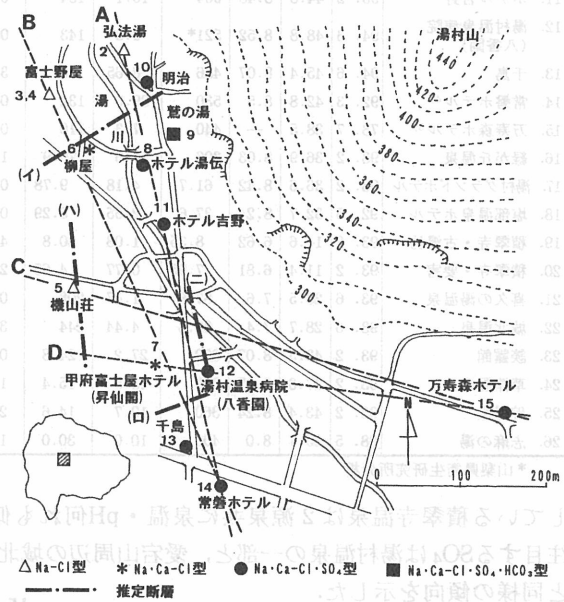 B
A
弘法湯
2
10
明治
富士野屋
3,4
湯
川
鷲の湯
9
6
柳屋
8
ホテル湯伝
(イ)
湯村山
440
420
400
380
360
340
320
300
11
ホテル吉野
(ハ)
C
5
磯山荘
(ニ)
7
D
12
甲府富士屋ホテル
(昇仙閣)
湯村温泉病院
(八香園)
万寿森ホテル
15
(ロ)
千島
13
N
14
常磐ホテル
0 100 200m
△ Na-Cl型 * Na・Ca-Cl型 ● Na・Ca-Cl・SO₄型 ■ Na・Ca-Cl・SO₄・HCO₃型
推定断層